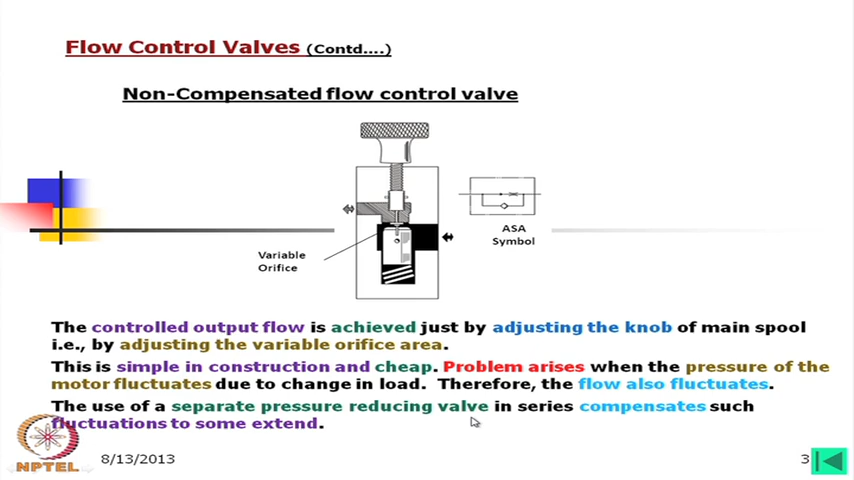 Flow Control Valves (Contd....)
Non-Compensated flow control valve
ASA
Symbol
Variable
Orifice
The controlled output flow is achieved just by adjusting the knob of main spool
i.e., by adjusting the variable orifice area.
This is simple in construction and cheap. Problem arises when the pressure of the
motor fluctuates due to change in load. Therefore, the flow also fluctuates.
The use of a separate pressure reducing valve in series compensates such
fluctuations to some extend.
NPTEL
8/13/2013
3